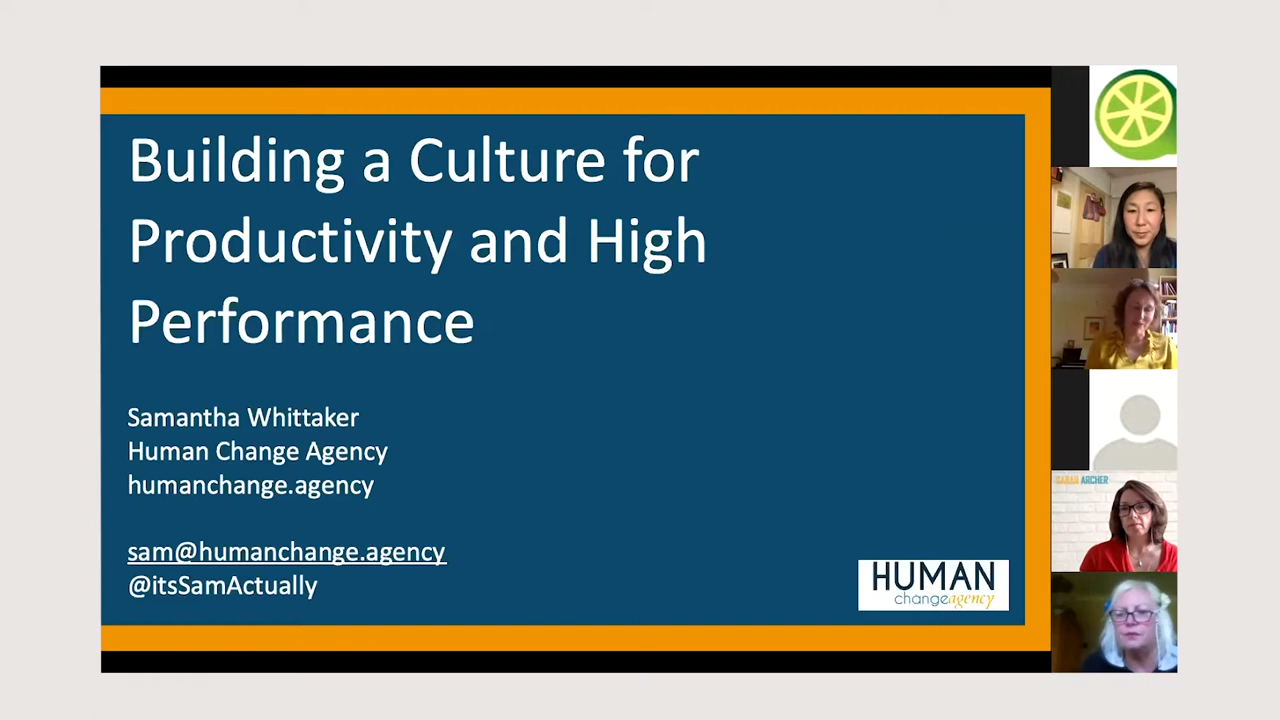 Building a Culture for
Productivity and High
Performance
Samantha Whittaker
Human Change Agency
humanchange.agency
sam@humanchange.agency
@itsSamActually
HUMAN
changeagency
SARAH ARCHER